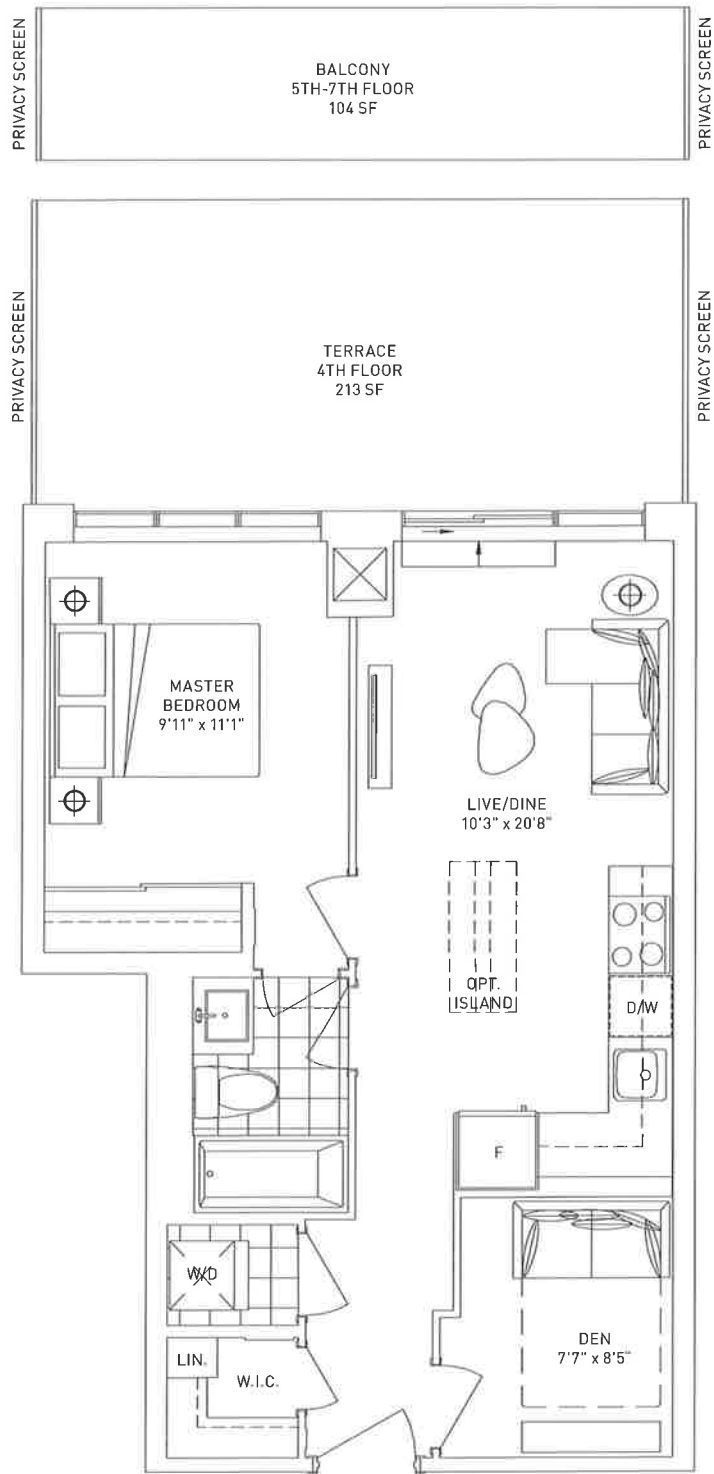 PRIVACY SCREEN
BALCONY
5TH-7TH FLOOR
104 SF
PRIVACY SCREEN
PRIVACY SCREEN
TERRACE
4TH FLOOR
213 SF
PRIVACY SCREEN
MASTER
BEDROOM
9'11" x 11'1"
LIVE/DINE
10'3" x 20'8"
OPT.
ISLAND
D/W
F
W/D
DEN
7'7" x 8'5"
LIN.
W.I.C.